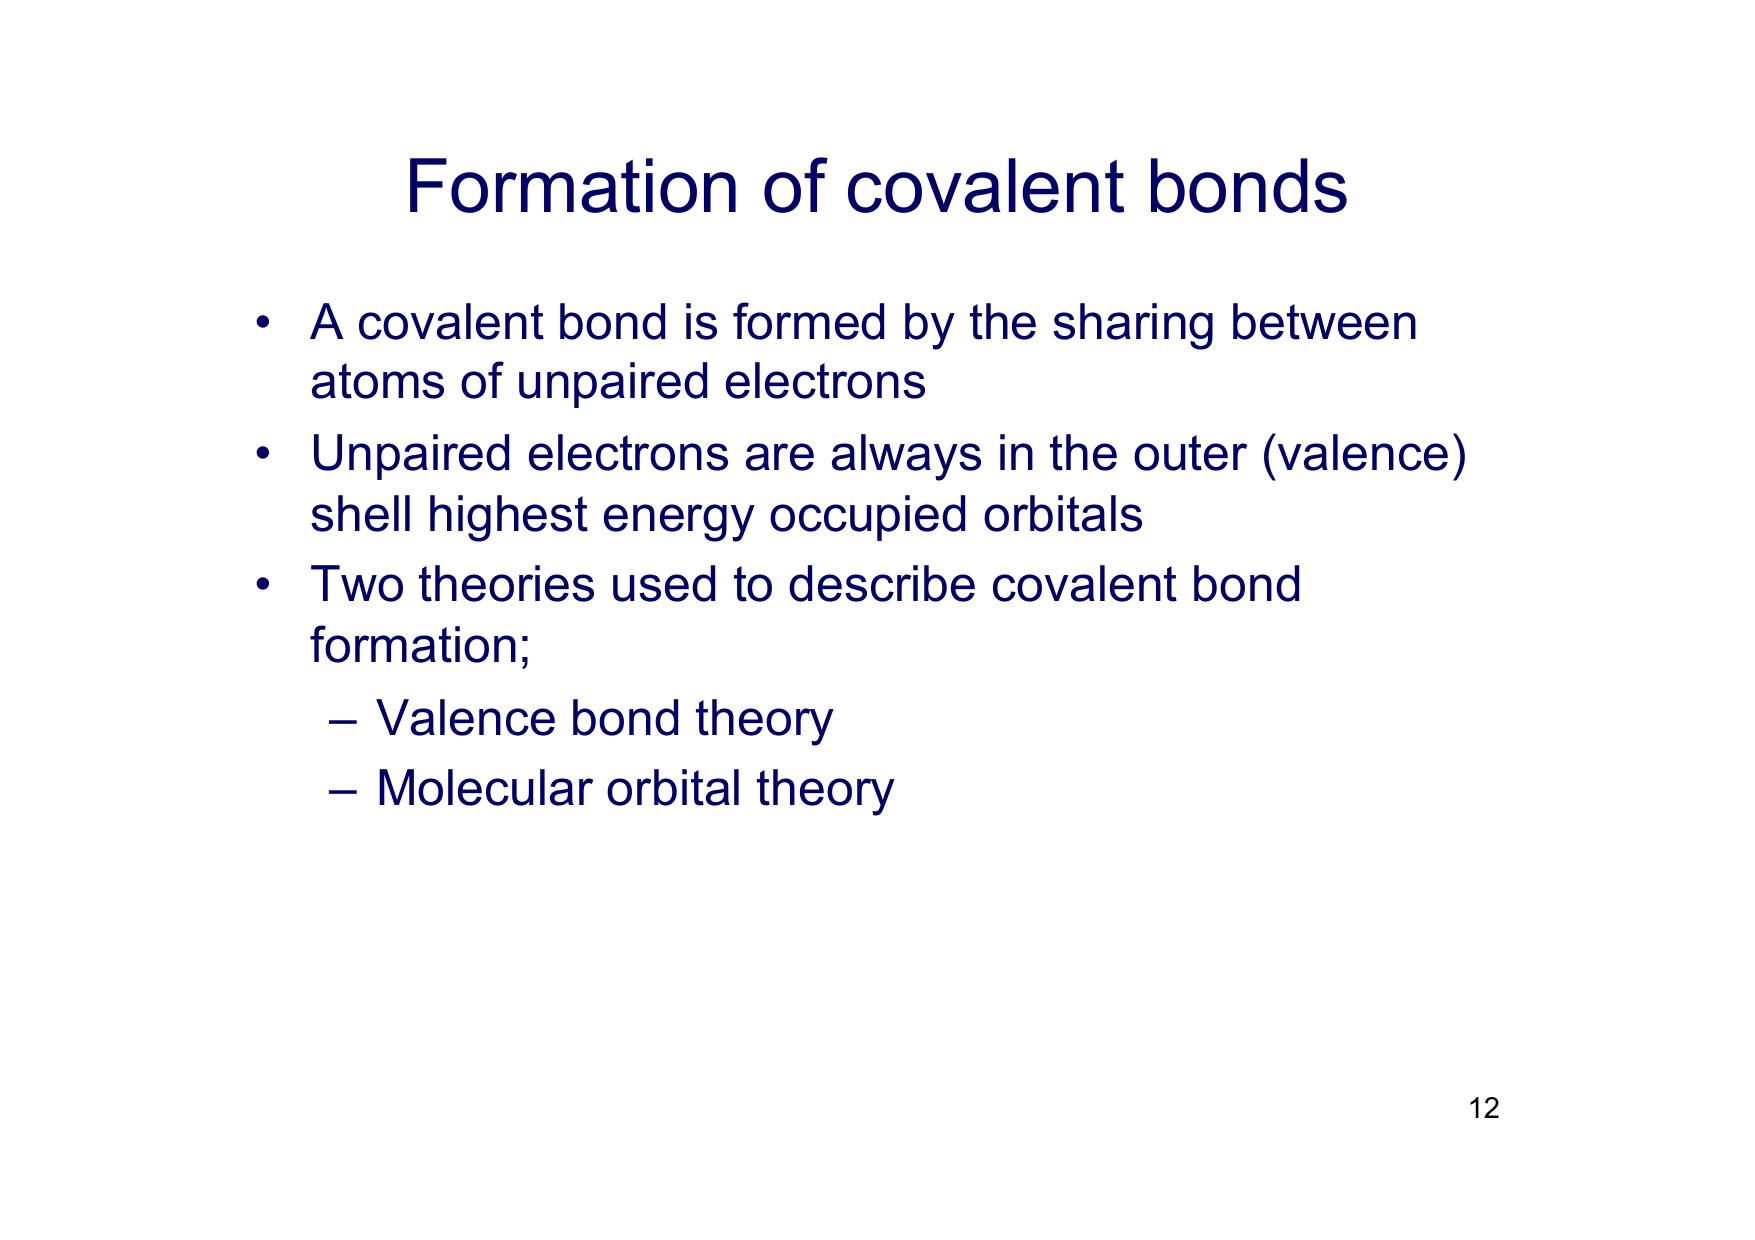 Formation of covalent bonds
• A covalent bond is formed by the sharing between
atoms of unpaired electrons
• Unpaired electrons are always in the outer (valence)
shell highest energy occupied orbitals
• Two theories used to describe covalent bond
formation;
– Valence bond theory
– Molecular orbital theory
12